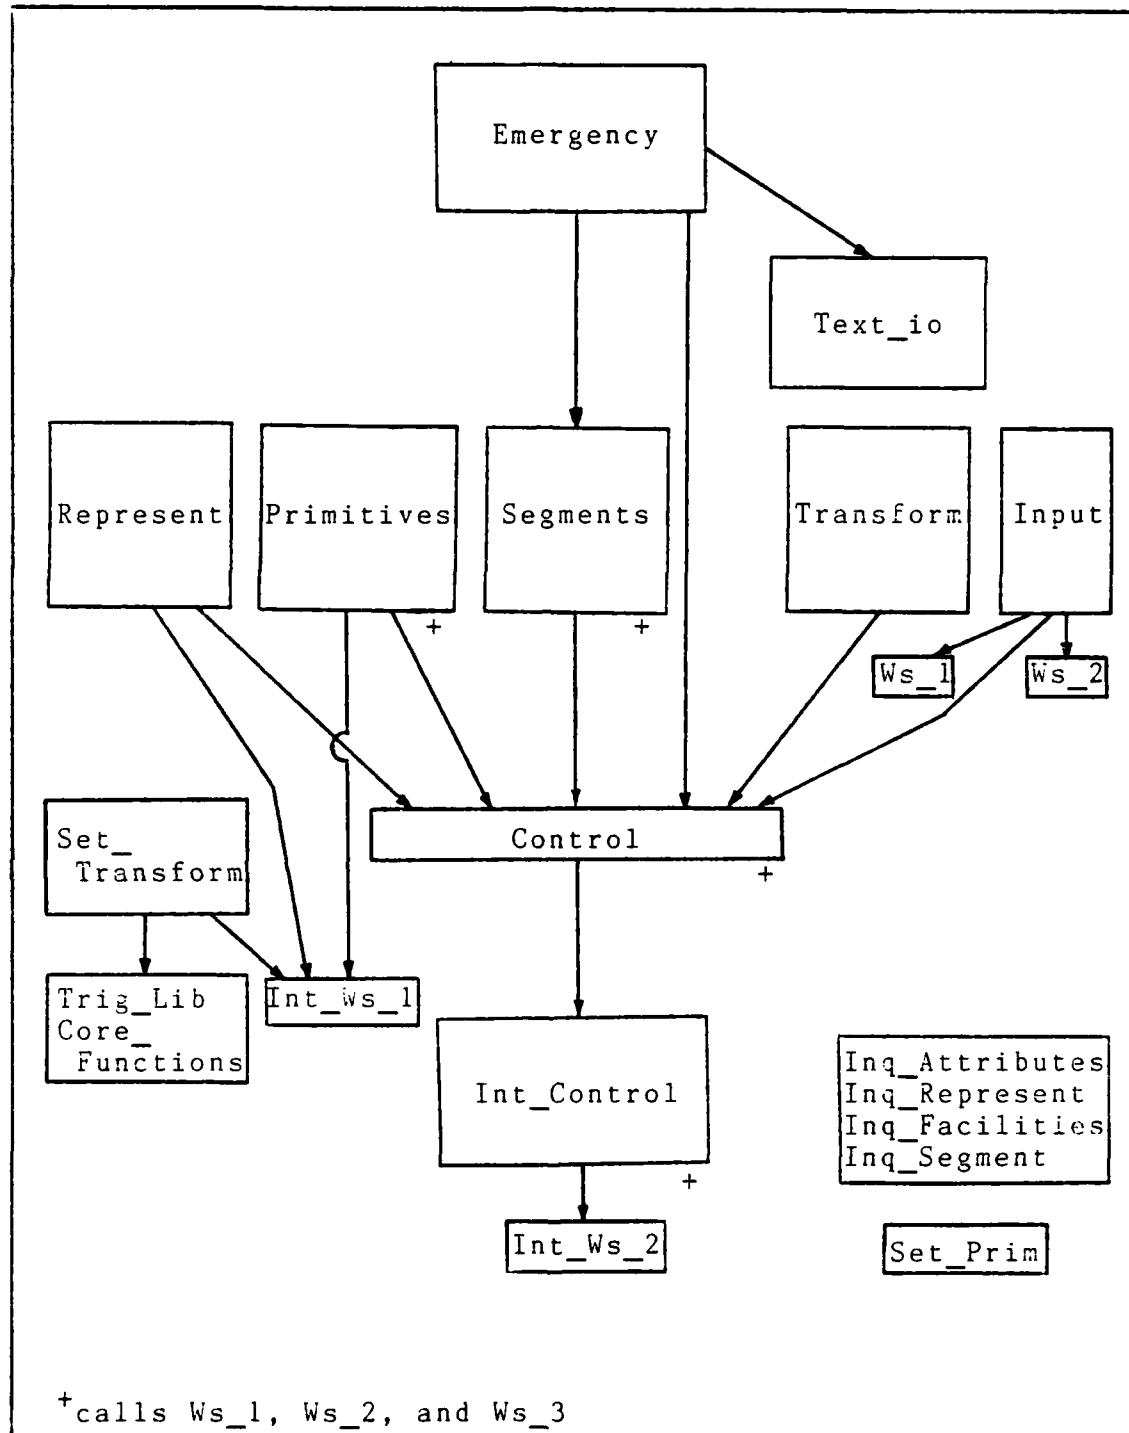 Emergency
Text_io
Represent
Primitives
Segments
Transform
Input
+
+
Ws_1
Ws_2
Set_
Transform
Control
+
Trig_Lib
Core_
Functions
Int_Ws_1
Int_Control
+
Inq_Attributes
Inq_Represent
Inq_Facilities
Inq_Segment
Int_Ws_2
Set_Prim
+calls Ws_1, Ws_2, and Ws_3